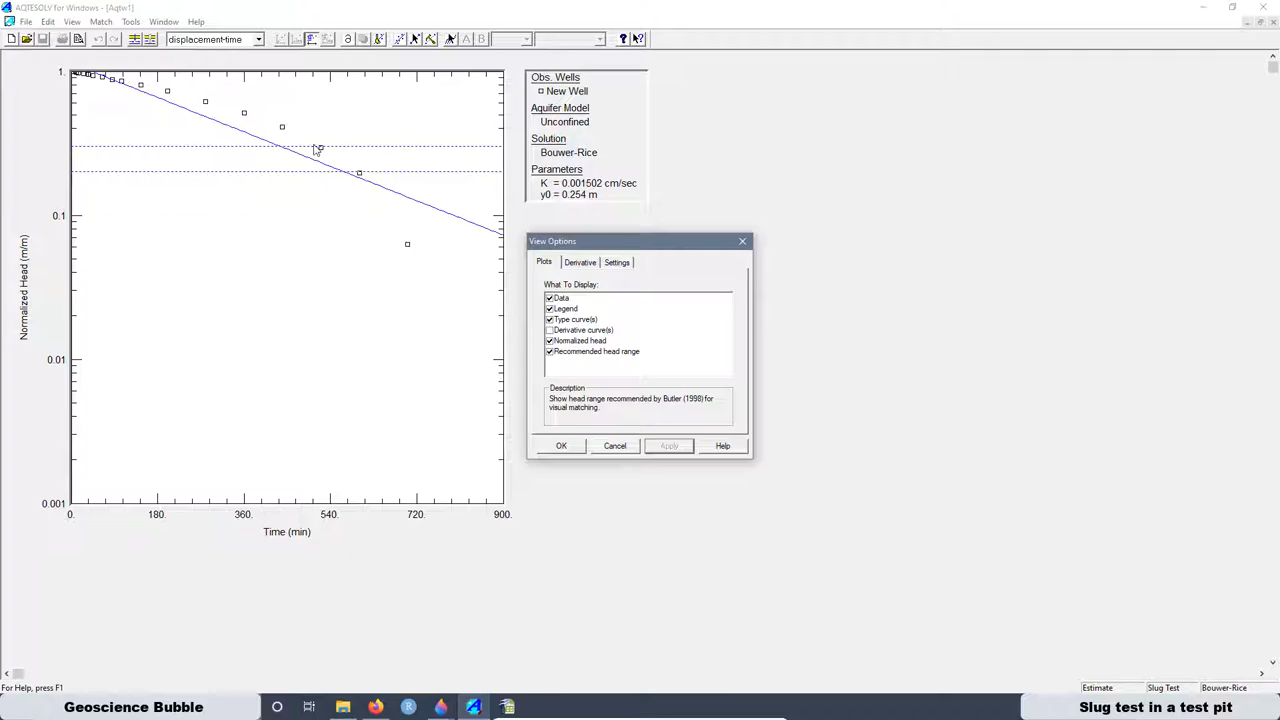 AQTESOLV for Windows - [Aqtw1]
File Edit View Match Tools Window Help
displacement-time
Obs. Wells
New Well
Aquifer Model
Unconfined
Solution
Bouwer-Rice
Parameters
K = 0.001502 cm/sec
y0 = 0.254 m
1.
0.1
0.01
0.001
Normalized Head (m/m)
0. 180. 360. 540. 720. 900.
Time (min)
View Options
Plots Derivative Settings
What To Display:
Data
Legend
Type curve(s)
Derivative curve(s)
Normalized head
Recommended head range
Description
Show head range recommended by Butler (1998) for
visual matching.
OK Cancel Apply Help
For Help, press F1
Estimate Slug Test Bouwer-Rice
Geoscience Bubble
Slug test in a test pit